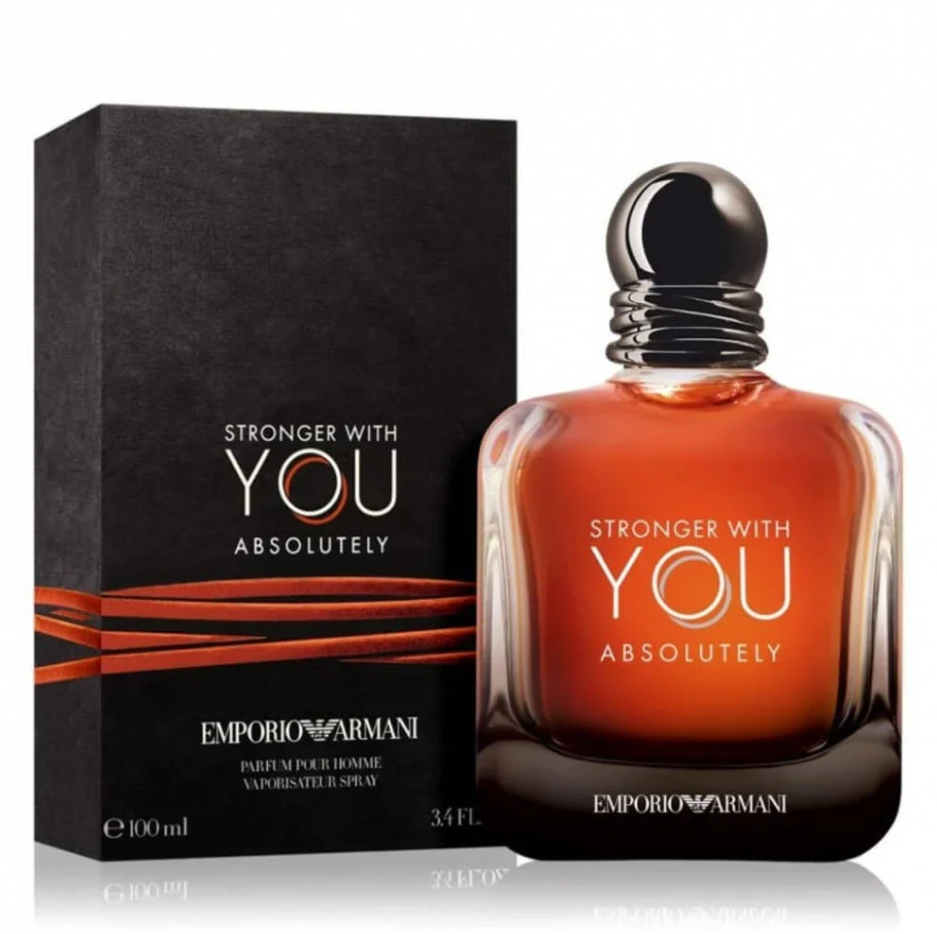 STRONGER WITH
YOU
ABSOLUTELY
EMPORIO ARMANI
PARFUM POUR HOMME
VAPORISATEUR SPRAY
℮ 100 ml
3.4 FL.
STRONGER WITH
YOU
ABSOLUTELY
EMPORIO ARMANI